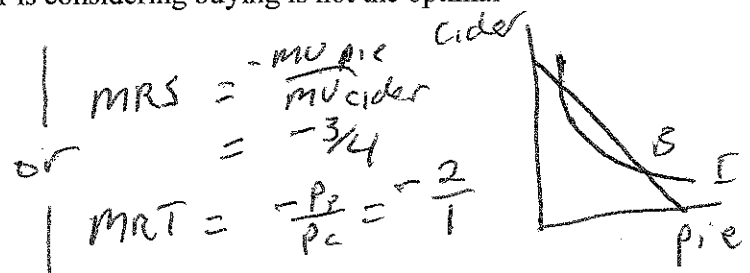 is considering buying is not the optimal
cider
| MRS = -MU pie / MU cider
or = -3/4
| MRT = -Pp/Pc = -2/1
B
I
pie